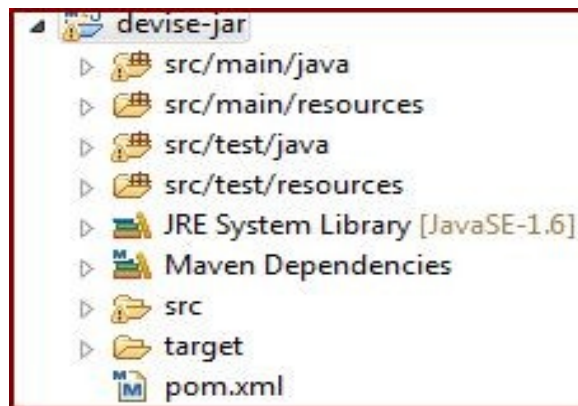 devise-jar
src/main/java
src/main/resources
src/test/java
src/test/resources
JRE System Library [JavaSE-1.6]
Maven Dependencies
src
target
pom.xml